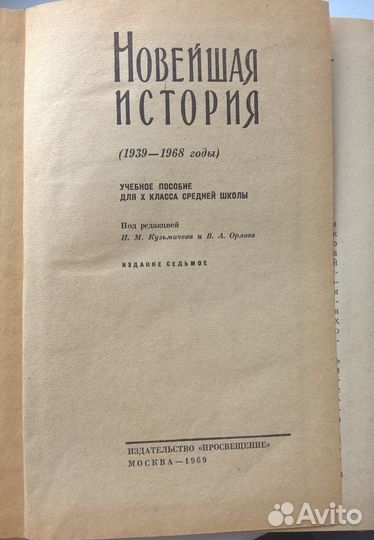 Новейшая
история
(1939—1968 годы)
УЧЕБНОЕ ПОСОБИЕ
ДЛЯ X КЛАССА СРЕДНЕЙ ШКОЛЫ
Под редакцией
П. М. Кузьмичева и В. А. Орлова
ИЗДАНИЕ СЕДЬМОЕ
ИЗДАТЕЛЬСТВО «ПРОСВЕЩЕНИЕ»
МОСКВА—1969
Avito